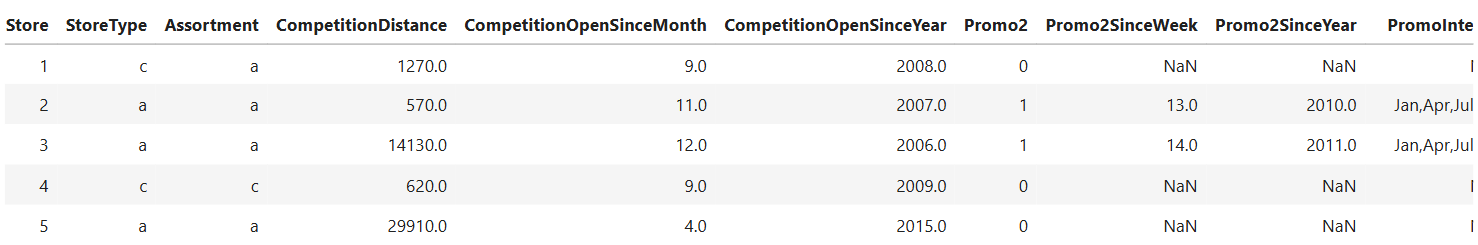 Store StoreType Assortment CompetitionDistance CompetitionOpenSinceMonth CompetitionOpenSinceYear Promo2 Promo2SinceWeek Promo2SinceYear PromoInte
1 c a 1270.0 9.0 2008.0 0 NaN NaN
2 a a 570.0 11.0 2007.0 1 13.0 2010.0 Jan,Apr,Jul
3 a a 14130.0 12.0 2006.0 1 14.0 2011.0 Jan,Apr,Jul
4 c c 620.0 9.0 2009.0 0 NaN NaN
5 a a 29910.0 4.0 2015.0 0 NaN NaN